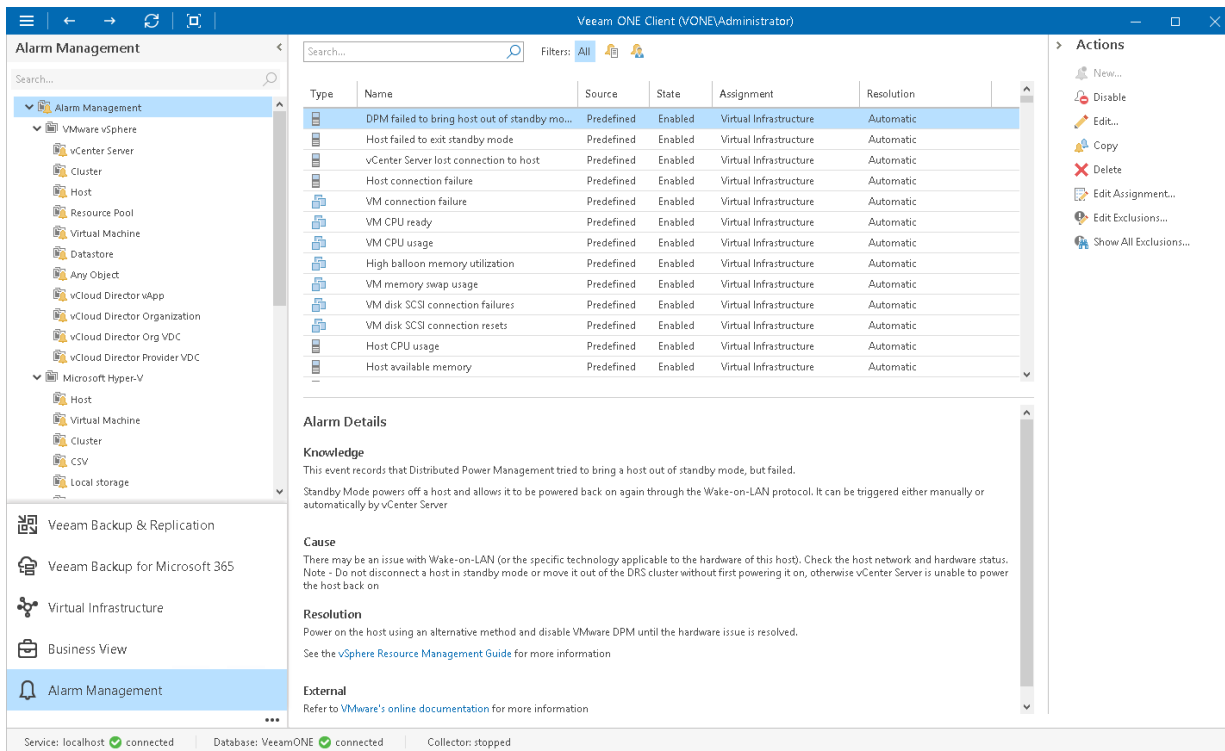 Veeam ONE Client (VONE\Administrator)
Alarm Management
Search...
Alarm Management
VMware vSphere
vCenter Server
Cluster
Host
Resource Pool
Virtual Machine
Datastore
Any Object
vCloud Director vApp
vCloud Director Organization
vCloud Director Org VDC
vCloud Director Provider VDC
Microsoft Hyper-V
Host
Virtual Machine
Cluster
CSV
Local storage
Veeam Backup & Replication
Veeam Backup for Microsoft 365
Virtual Infrastructure
Business View
Alarm Management
Search... Filters: All
Type Name Source State Assignment Resolution
DPM failed to bring host out of standby mo... Predefined Enabled Virtual Infrastructure Automatic
Host failed to exit standby mode Predefined Enabled Virtual Infrastructure Automatic
vCenter Server lost connection to host Predefined Enabled Virtual Infrastructure Automatic
Host connection failure Predefined Enabled Virtual Infrastructure Automatic
VM connection failure Predefined Enabled Virtual Infrastructure Automatic
VM CPU ready Predefined Enabled Virtual Infrastructure Automatic
VM CPU usage Predefined Enabled Virtual Infrastructure Automatic
High balloon memory utilization Predefined Enabled Virtual Infrastructure Automatic
VM memory swap usage Predefined Enabled Virtual Infrastructure Automatic
VM disk SCSI connection failures Predefined Enabled Virtual Infrastructure Automatic
VM disk SCSI connection resets Predefined Enabled Virtual Infrastructure Automatic
Host CPU usage Predefined Enabled Virtual Infrastructure Automatic
Host available memory Predefined Enabled Virtual Infrastructure Automatic
Alarm Details
Knowledge
This event records that Distributed Power Management tried to bring a host out of standby mode, but failed.
Standby Mode powers off a host and allows it to be powered back on again through the Wake-on-LAN protocol. It can be triggered either manually or
automatically by vCenter Server
Cause
There may be an issue with Wake-on-LAN (or the specific technology applicable to the hardware of this host). Check the host network and hardware status.
Note - Do not disconnect a host in standby mode or move it out of the DRS cluster without first powering it on, otherwise vCenter Server is unable to power
the host back on
Resolution
Power on the host using an alternative method and disable VMware DPM until the hardware issue is resolved.
See the vSphere Resource Management Guide for more information
External
Refer to VMware's online documentation for more information
Actions
New...
Disable
Edit...
Copy
Delete
Edit Assignment...
Edit Exclusions...
Show All Exclusions...
Service: localhost connected Database: VeeamONE connected Collector: stopped